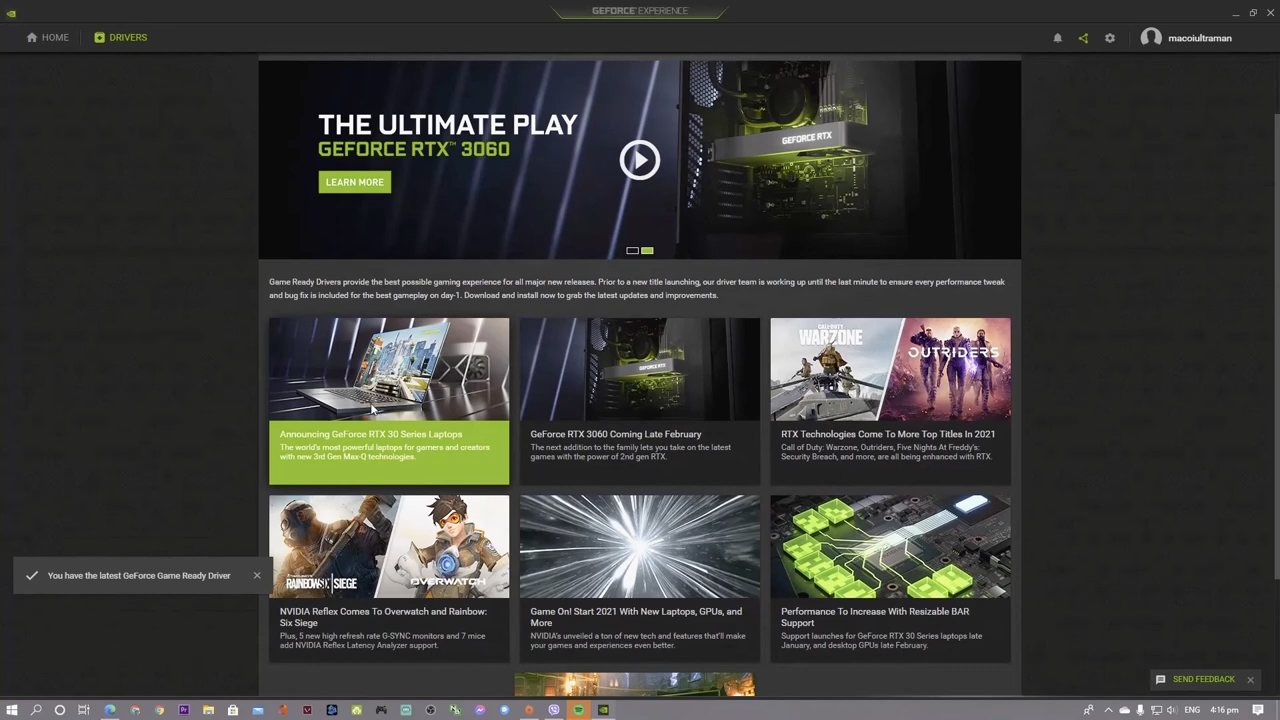 GEFORCE EXPERIENCE
HOME
DRIVERS
macoiultraman
THE ULTIMATE PLAY
GEFORCE RTX™ 3060
LEARN MORE
GEFORCE RTX
Game Ready Drivers provide the best possible gaming experience for all major new releases. Prior to a new title launching, our driver team is working up until the last minute to ensure every performance tweak
and bug fix is included for the best gameplay on day-1. Download and install now to grab the latest updates and improvements.
Announcing GeForce RTX 30 Series Laptops
The world's most powerful laptops for gamers and creators
with new 3rd Gen Max-Q technologies.
GEFORCE RTX
GeForce RTX 3060 Coming Late February
The next addition to the family lets you take on the latest
games with the power of 2nd gen RTX.
CALL OF DUTY
WARZONE
OUTRIDERS
RTX Technologies Come To More Top Titles In 2021
Call of Duty: Warzone, Outriders, Five Nights At Freddy's:
Security Breach, and more, are all being enhanced with RTX.
RAINBOW SIX SIEGE
OVERWATCH
NVIDIA Reflex Comes To Overwatch and Rainbow:
Six Siege
Plus, 5 new high refresh rate G-SYNC monitors and 7 mice
add NVIDIA Reflex Latency Analyzer support.
Game On! Start 2021 With New Laptops, GPUs, and
More
NVIDIA's unveiled a ton of new tech and features that'll make
your games and experiences even better.
Performance To Increase With Resizable BAR
Support
Support launches for GeForce RTX 30 Series laptops late
January, and desktop GPUs late February.
You have the latest GeForce Game Ready Driver
SEND FEEDBACK
Pr
ENG
4:16 pm